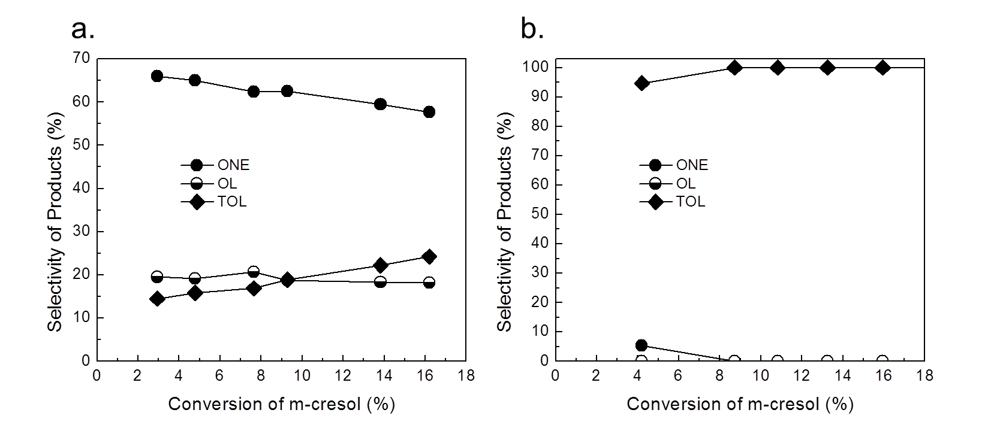 a.
70
60
50
40
30
20
10
0
Selectivity of Products (%)
ONE
OL
TOL
0 2 4 6 8 10 12 14 16 18
Conversion of m-cresol (%)
b.
100
90
80
70
60
50
40
30
20
10
0
Selectivity of Products (%)
ONE
OL
TOL
0 2 4 6 8 10 12 14 16 18
Conversion of m-cresol (%)